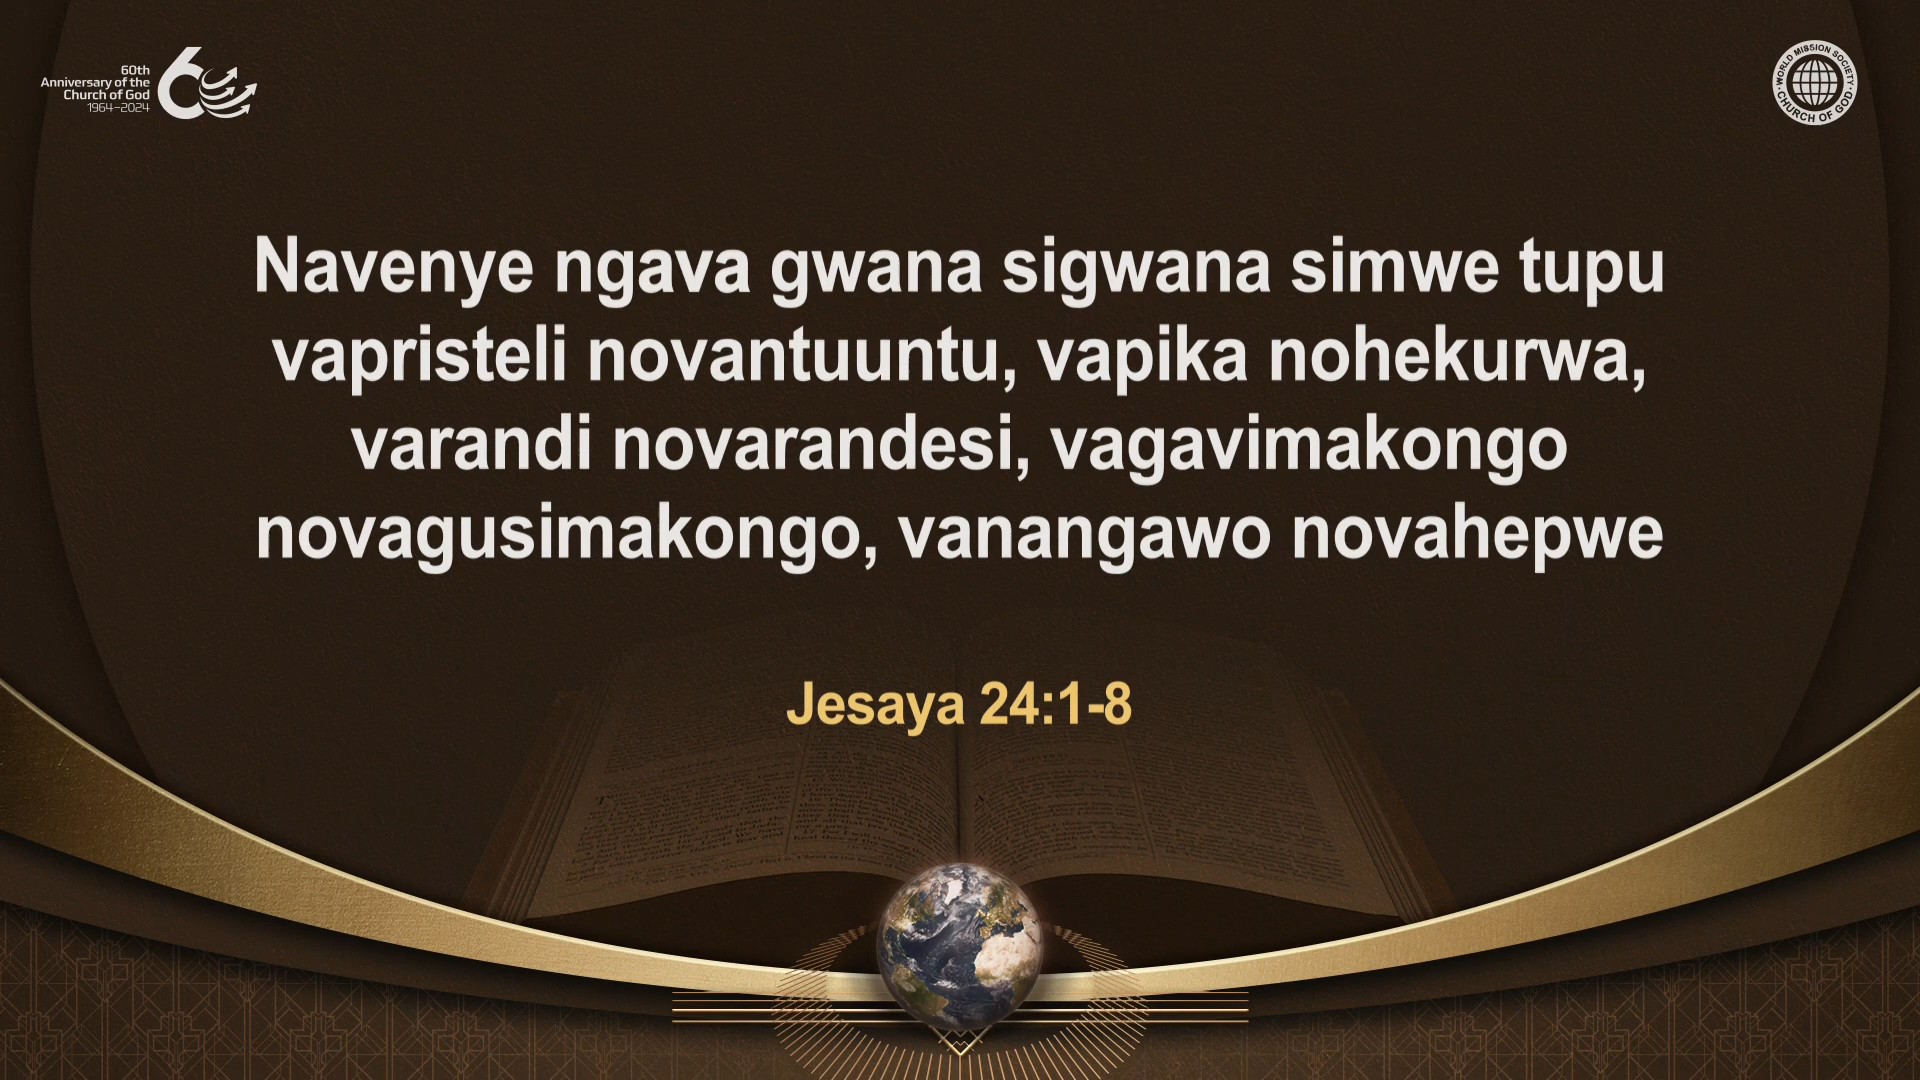 60th
Anniversary of the
Church of God
1964–2024
WORLD MISSION SOCIETY
CHURCH OF GOD
Navenye ngava gwana sigwana simwe tupu
vapristeli novantuuntu, vapika nohekurwa,
varandi novarandesi, vagavimakongo
novagusimakongo, vanangawo novahepwe
Jesaya 24:1-8